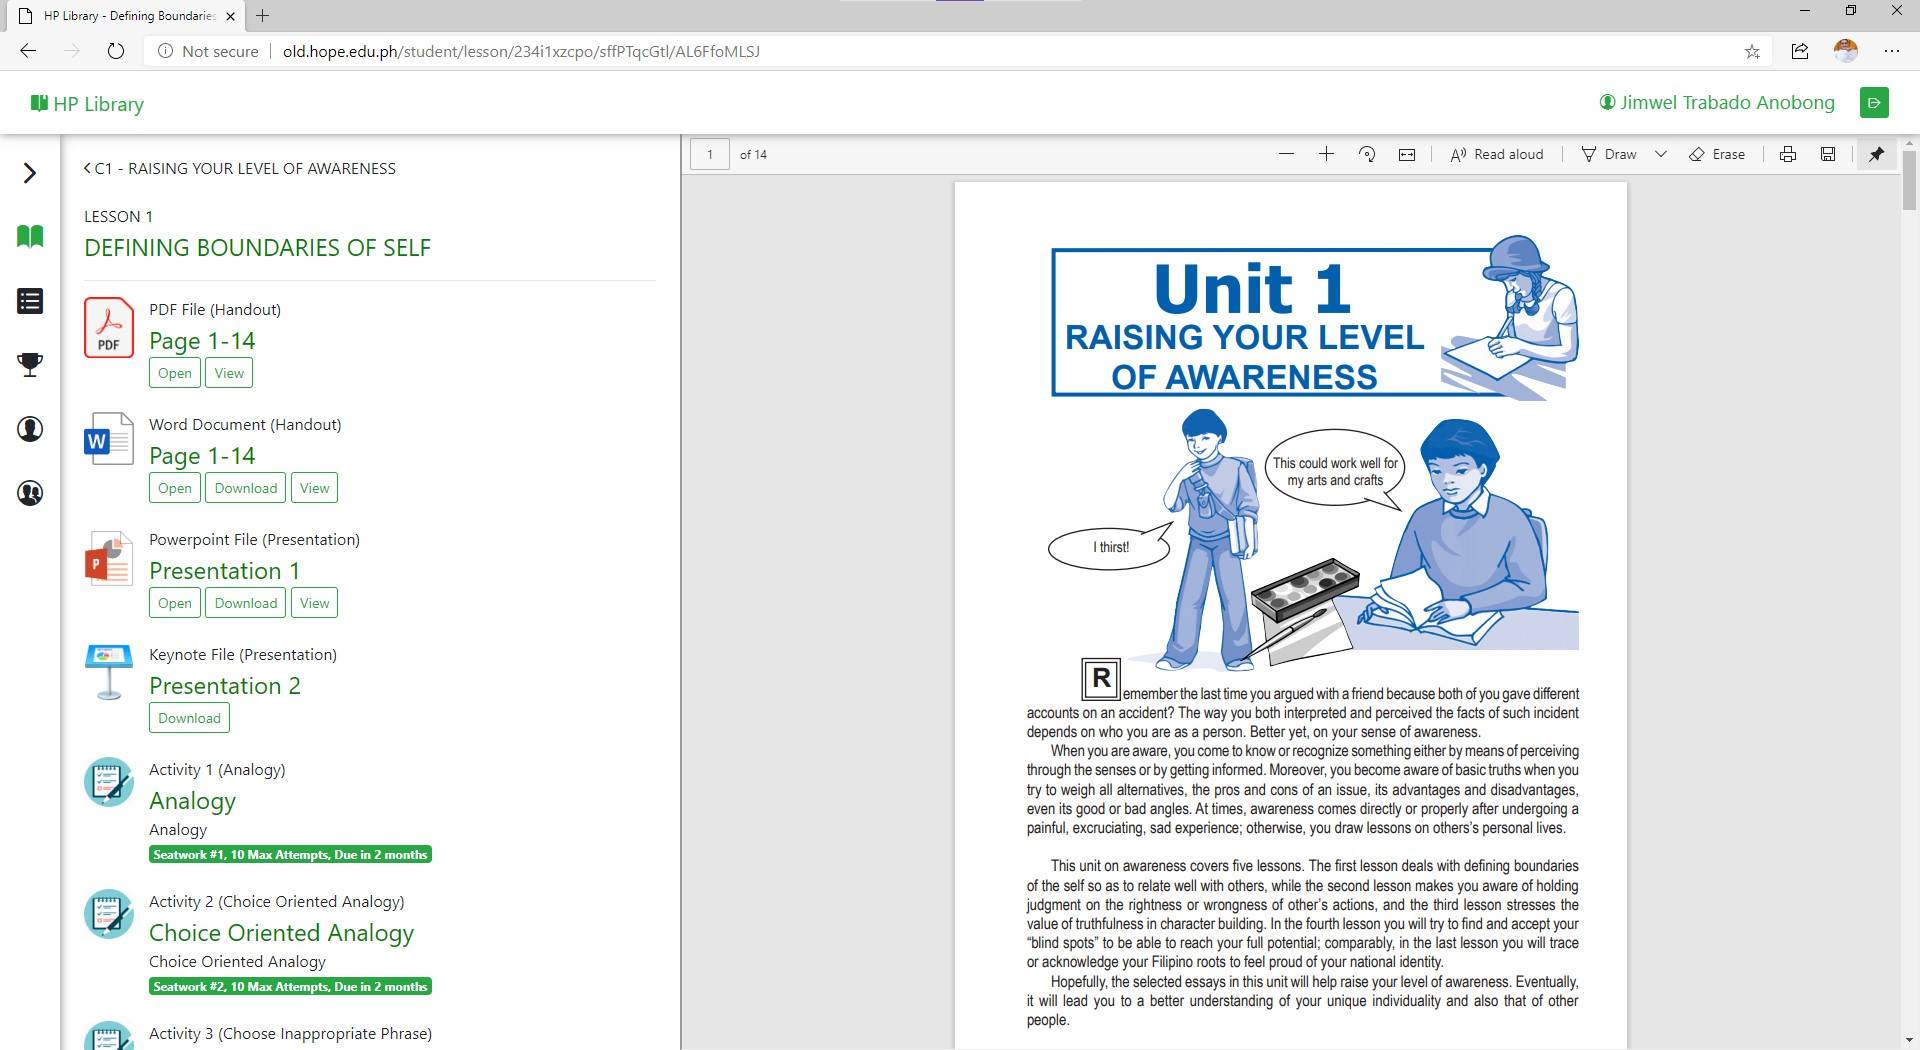 HP Library - Defining Boundaries
Not secure
old.hope.edu.ph/student/lesson/234i1xzcpo/sffPTqcGtl/AL6FfoMLSJ
HP Library
Jimwel Trabado Anobong
C1 - RAISING YOUR LEVEL OF AWARENESS
LESSON 1
DEFINING BOUNDARIES OF SELF
PDF
PDF File (Handout)
Page 1-14
Open View
W
Word Document (Handout)
Page 1-14
Open Download View
P
Powerpoint File (Presentation)
Presentation 1
Open Download View
Keynote File (Presentation)
Presentation 2
Download
Activity 1 (Analogy)
Analogy
Analogy
Seatwork #1, 10 Max Attempts, Due in 2 months
Activity 2 (Choice Oriented Analogy)
Choice Oriented Analogy
Choice Oriented Analogy
Seatwork #2, 10 Max Attempts, Due in 2 months
Activity 3 (Choose Inappropriate Phrase)
1 of 14
Read aloud
Draw
Erase
Unit 1
RAISING YOUR LEVEL
OF AWARENESS
This could work well for
my arts and crafts
I thirst!
Remember the last time you argued with a friend because both of you gave different
accounts on an accident? The way you both interpreted and perceived the facts of such incident
depends on who you are as a person. Better yet, on your sense of awareness.
When you are aware, you come to know or recognize something either by means of perceiving
through the senses or by getting informed. Moreover, you become aware of basic truths when you
try to weigh all alternatives, the pros and cons of an issue, its advantages and disadvantages,
even its good or bad angles. At times, awareness comes directly or properly after undergoing a
painful, excruciating, sad experience; otherwise, you draw lessons on others's personal lives.
This unit on awareness covers five lessons. The first lesson deals with defining boundaries
of the self so as to relate well with others, while the second lesson makes you aware of holding
judgment on the rightness or wrongness of other's actions, and the third lesson stresses the
value of truthfulness in character building. In the fourth lesson you will try to find and accept your
“blind spots” to be able to reach your full potential; comparably, in the last lesson you will trace
or acknowledge your Filipino roots to feel proud of your national identity.
Hopefully, the selected essays in this unit will help raise your level of awareness. Eventually,
it will lead you to a better understanding of your unique individuality and also that of other
people.